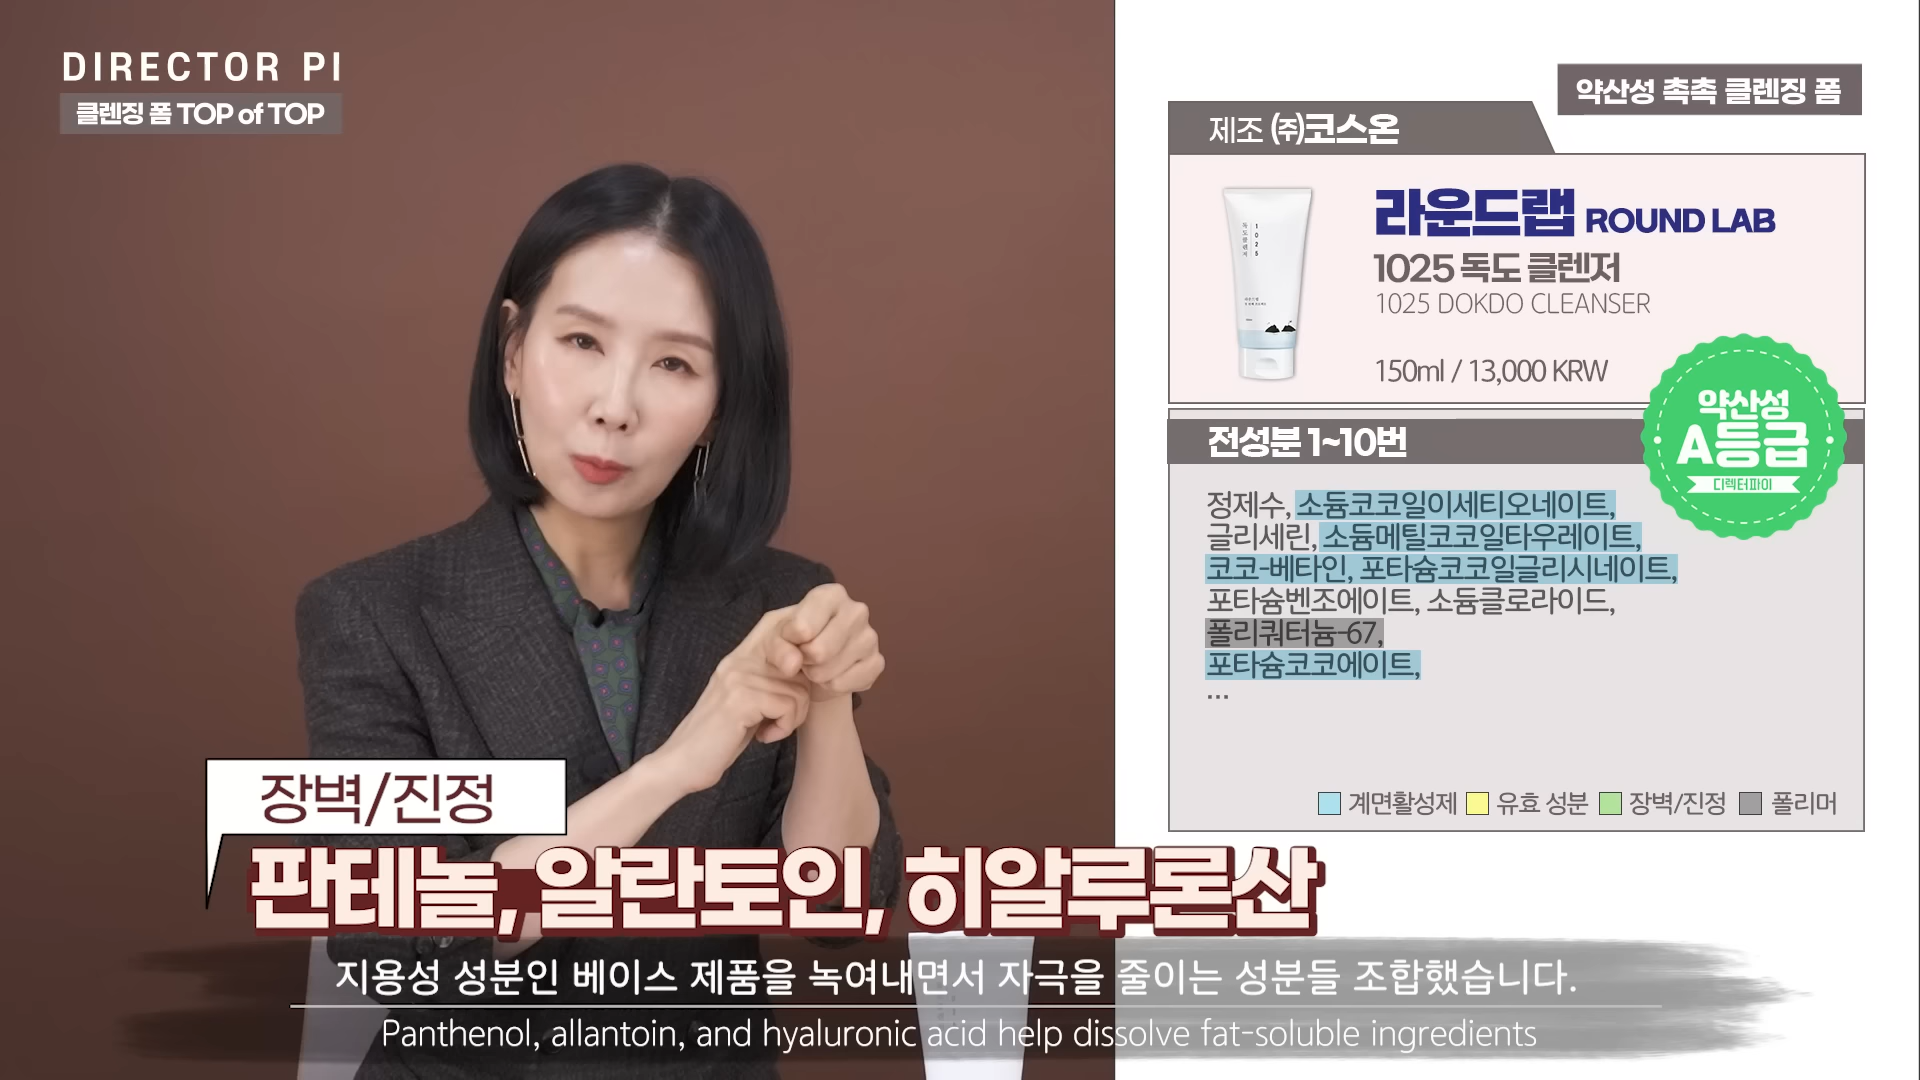 DIRECTOR PI
클렌징 폼 TOP of TOP
약산성 촉촉 클렌징 폼
제조 ㈜코스온
라운드랩 ROUND LAB
1025 독도 클렌저
1025 DOKDO CLEANSER
150ml / 13,000 KRW
약산성
A등급
디렉터파이
전성분 1~10번
정제수, 소듐코코일이세티오네이트,
글리세린, 소듐메틸코코일타우레이트,
코코-베타인, 포타슘코코일글리시네이트,
포타슘벤조에이트, 소듐클로라이드,
폴리쿼터늄-67,
포타슘코코에이트,
...
계면활성제 유효 성분 장벽/진정 폴리머
장벽/진정
판테놀, 알란토인, 히알루론산
지용성 성분인 베이스 제품을 녹여내면서 자극을 줄이는 성분들 조합했습니다.
Panthenol, allantoin, and hyaluronic acid help dissolve fat-soluble ingredients
독도클렌저
1025